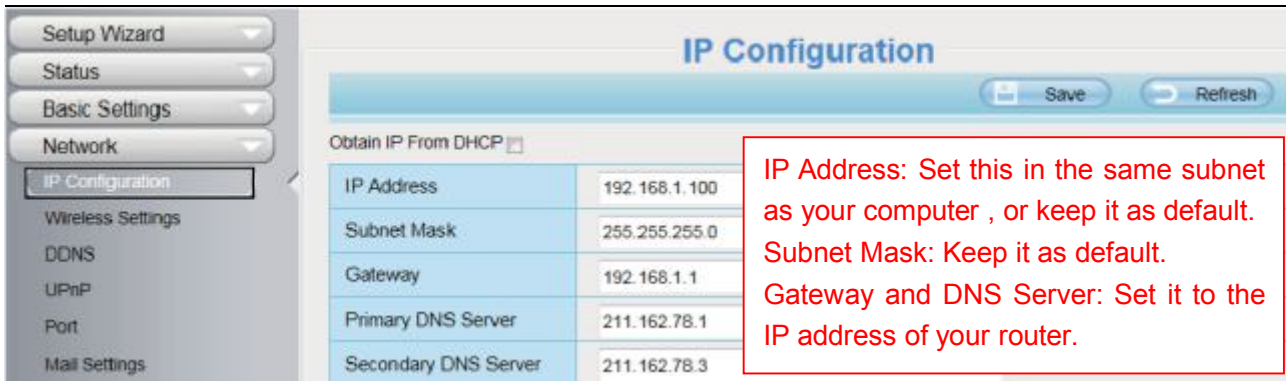 Setup Wizard
Status
Basic Settings
Network
IP Configuration
Wireless Settings
DDNS
UPnP
Port
Mail Settings
IP Configuration
Save
Refresh
Obtain IP From DHCP
IP Address
192.168.1.100
Subnet Mask
255.255.255.0
Gateway
192.168.1.1
Primary DNS Server
211.162.78.1
Secondary DNS Server
211.162.78.3
IP Address: Set this in the same subnet
as your computer , or keep it as default.
Subnet Mask: Keep it as default.
Gateway and DNS Server: Set it to the
IP address of your router.